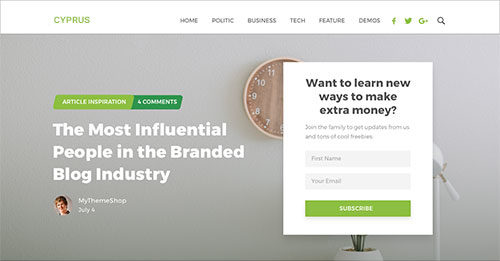 CYPRUS
HOME POLITIC BUSINESS TECH FEATURE DEMOS
ARTICLE INSPIRATION 4 COMMENTS
The Most Influential
People in the Branded
Blog Industry
MyThemeShop
July 4
Want to learn new
ways to make
extra money?
Join the family to get updates from us
and tons of cool freebies.
First Name
Your Email
SUBSCRIBE